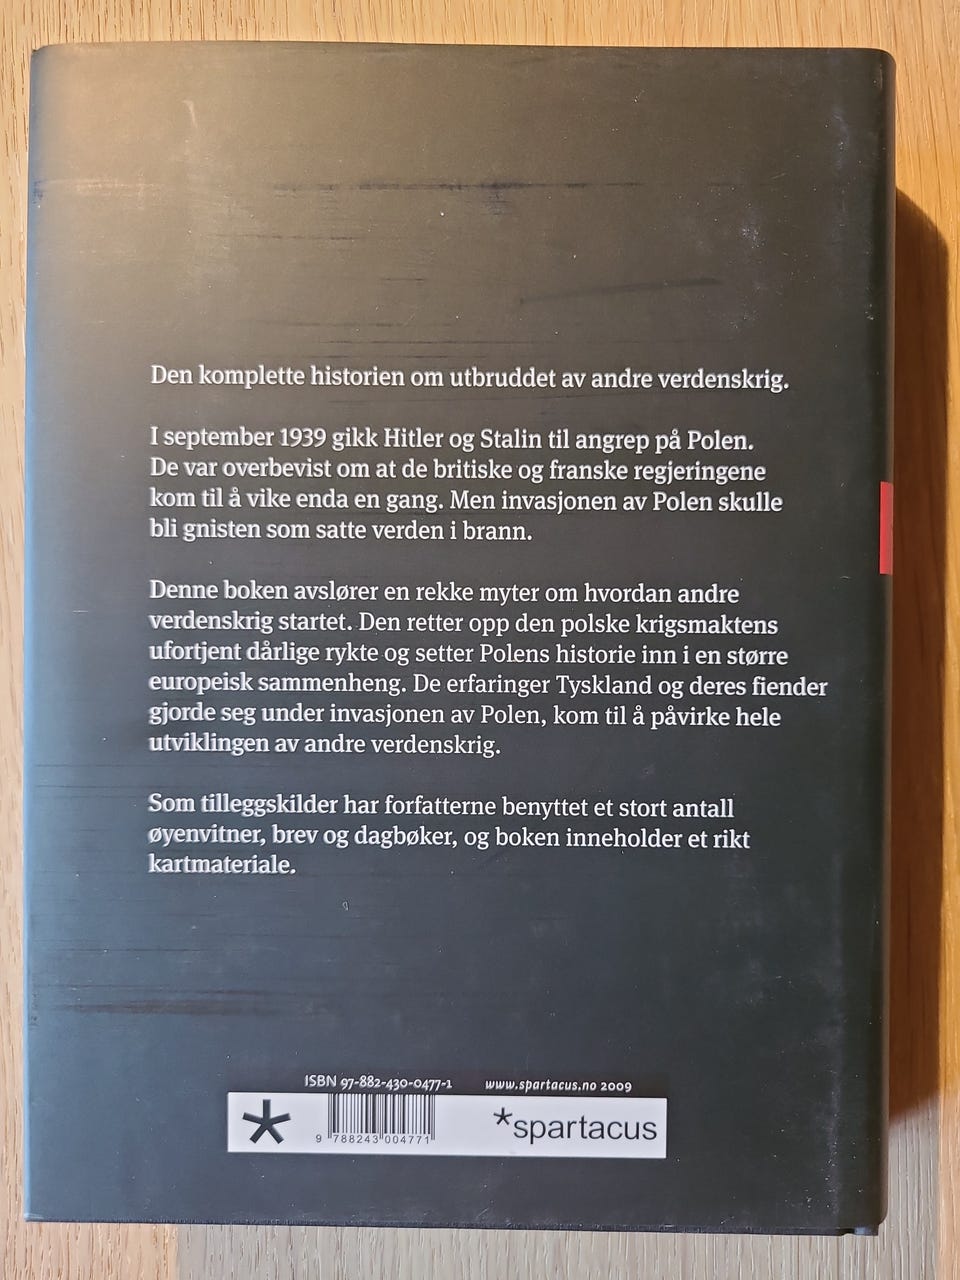 Den komplette historien om utbruddet av andre verdenskrig.
I september 1939 gikk Hitler og Stalin til angrep på Polen.
De var overbevist om at de britiske og franske regjeringene
kom til å vike enda en gang. Men invasjonen av Polen skulle
bli gnisten som satte verden i brann.
Denne boken avslører en rekke myter om hvordan andre
verdenskrig startet. Den retter opp den polske krigsmaktens
ufortjent dårlige rykte og setter Polens historie inn i en større
europeisk sammenheng. De erfaringer Tyskland og deres fiender
gjorde seg under invasjonen av Polen, kom til å påvirke hele
utviklingen av andre verdenskrig.
Som tilleggskilder har forfatterne benyttet et stort antall
øyenvitner, brev og dagbøker, og boken inneholder et rikt
kartmateriale.
ISBN 97-882-430-0477-1 www.spartacus.no 2009
*spartacus
9 788243 004771